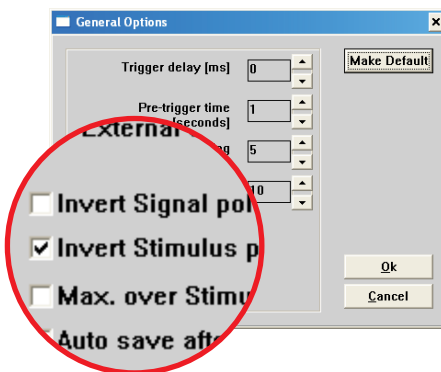 General Options
Trigger delay [ms] 0
Make Default
Pre-trigger time 1
[seconds]
External
5
10
Invert Signal pol
Invert Stimulus p
Max. over Stimu
Auto save afte
Ok
Cancel